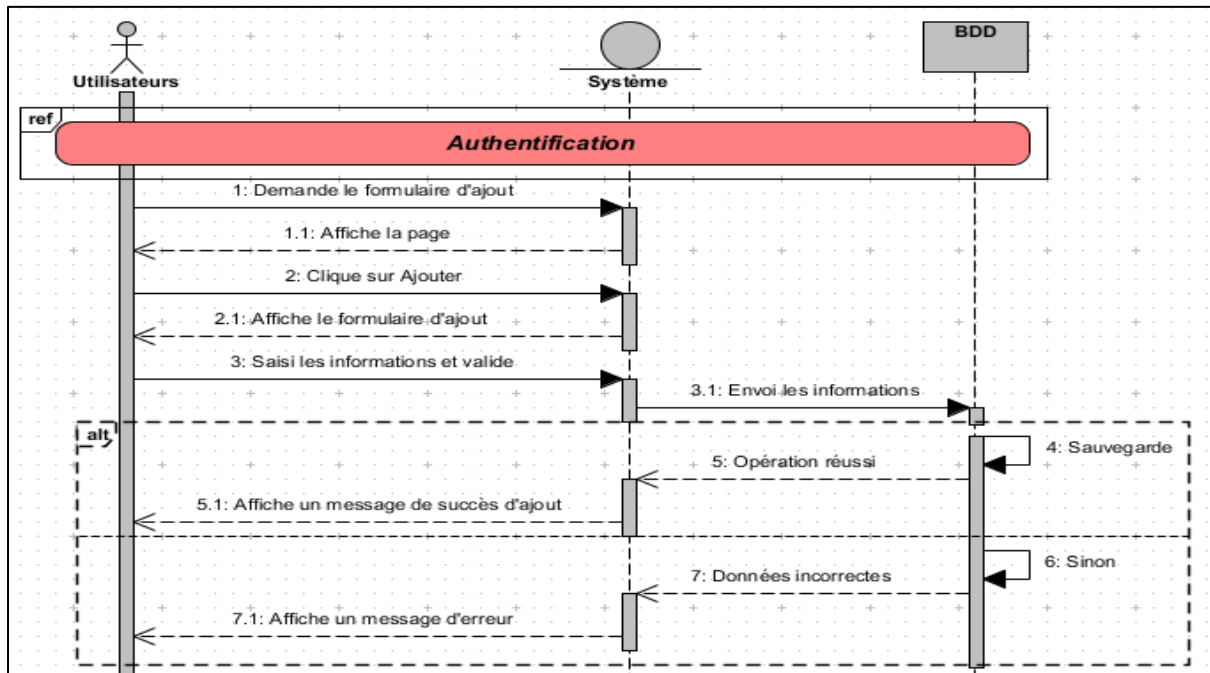 BDD
Utilisateurs
Système
ref
Authentification
1: Demande le formulaire d'ajout
1.1: Affiche la page
2: Clique sur Ajouter
2.1: Affiche le formulaire d'ajout
3: Saisi les informations et valide
3.1: Envoi les informations
alt
4: Sauvegarde
5: Opération réussi
5.1: Affiche un message de succès d'ajout
6: Sinon
7: Données incorrectes
7.1: Affiche un message d'erreur